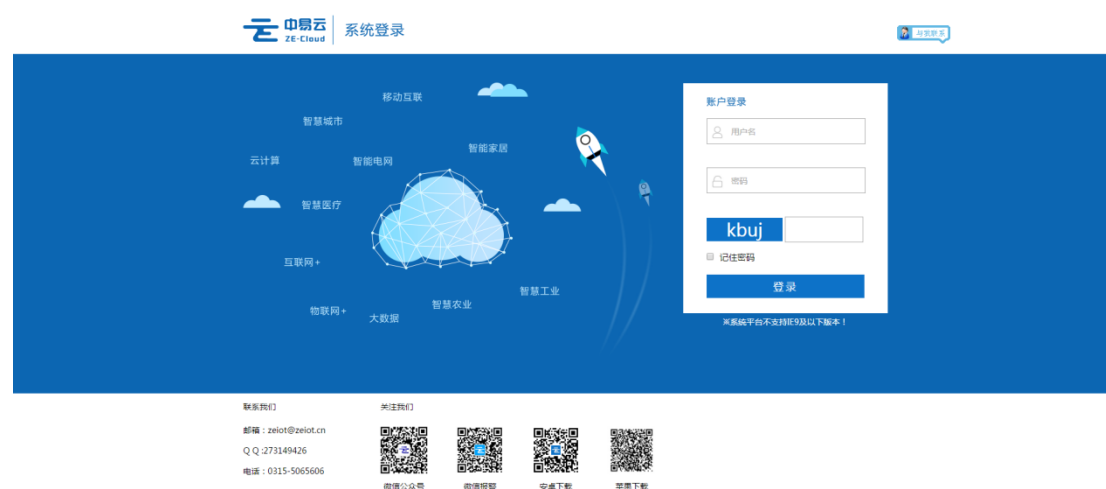 中易云
ZE-Cloud
系统登录
与我联系
移动互联
智慧城市
智能家居
云计算
智能电网
智慧医疗
互联网+
智慧工业
智慧农业
物联网+
大数据
账户登录
用户名
密码
kbuj
记住密码
登录
※系统平台不支持IE9及以下版本！
联系我们
关注我们
邮箱：zeiot@zeiot.cn
Q Q :273149426
电话：0315-5065606
微信公众号
微信报警
安卓下载
苹果下载